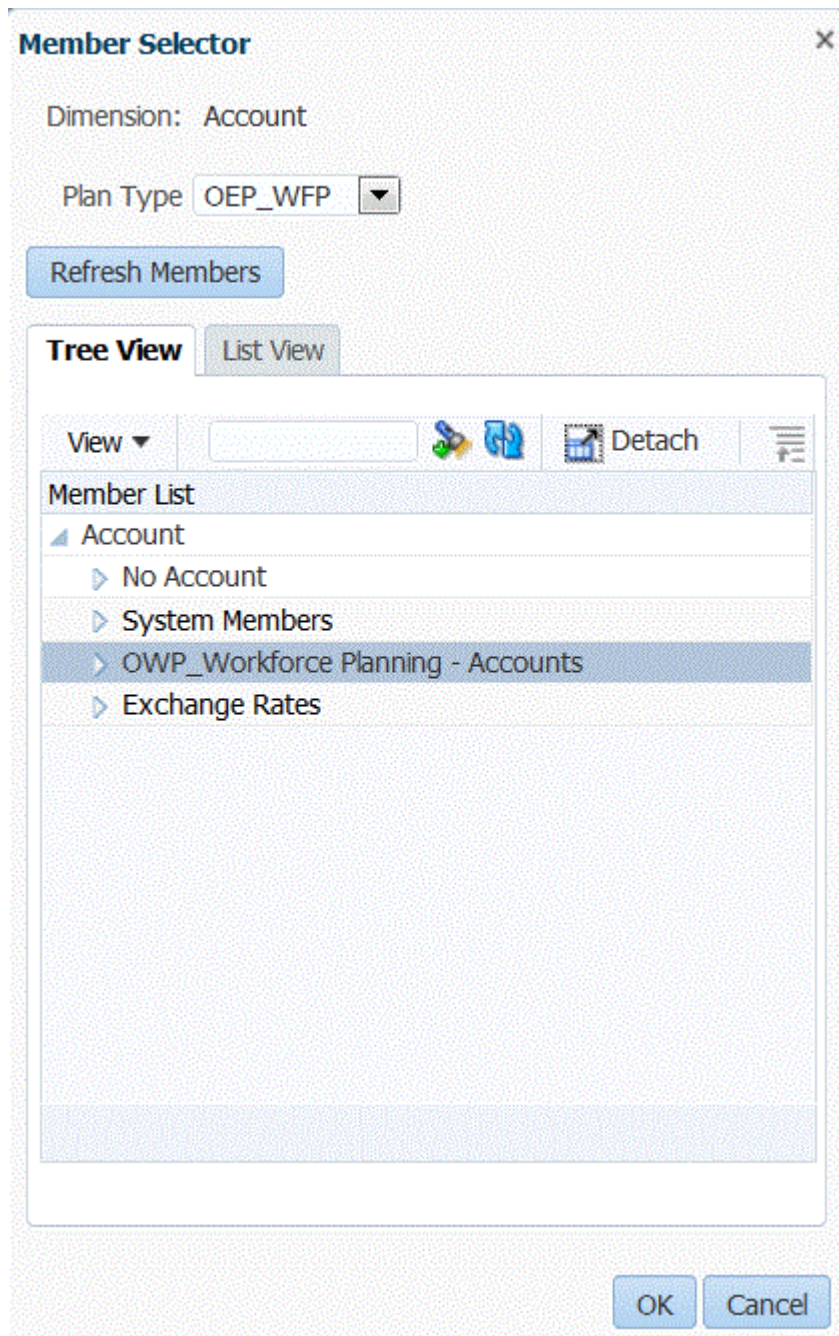 Member Selector
Dimension: Account
Plan Type OEP_WFP
Refresh Members
Tree View List View
View Detach
Member List
Account
No Account
System Members
OWP_Workforce Planning - Accounts
Exchange Rates
OK Cancel